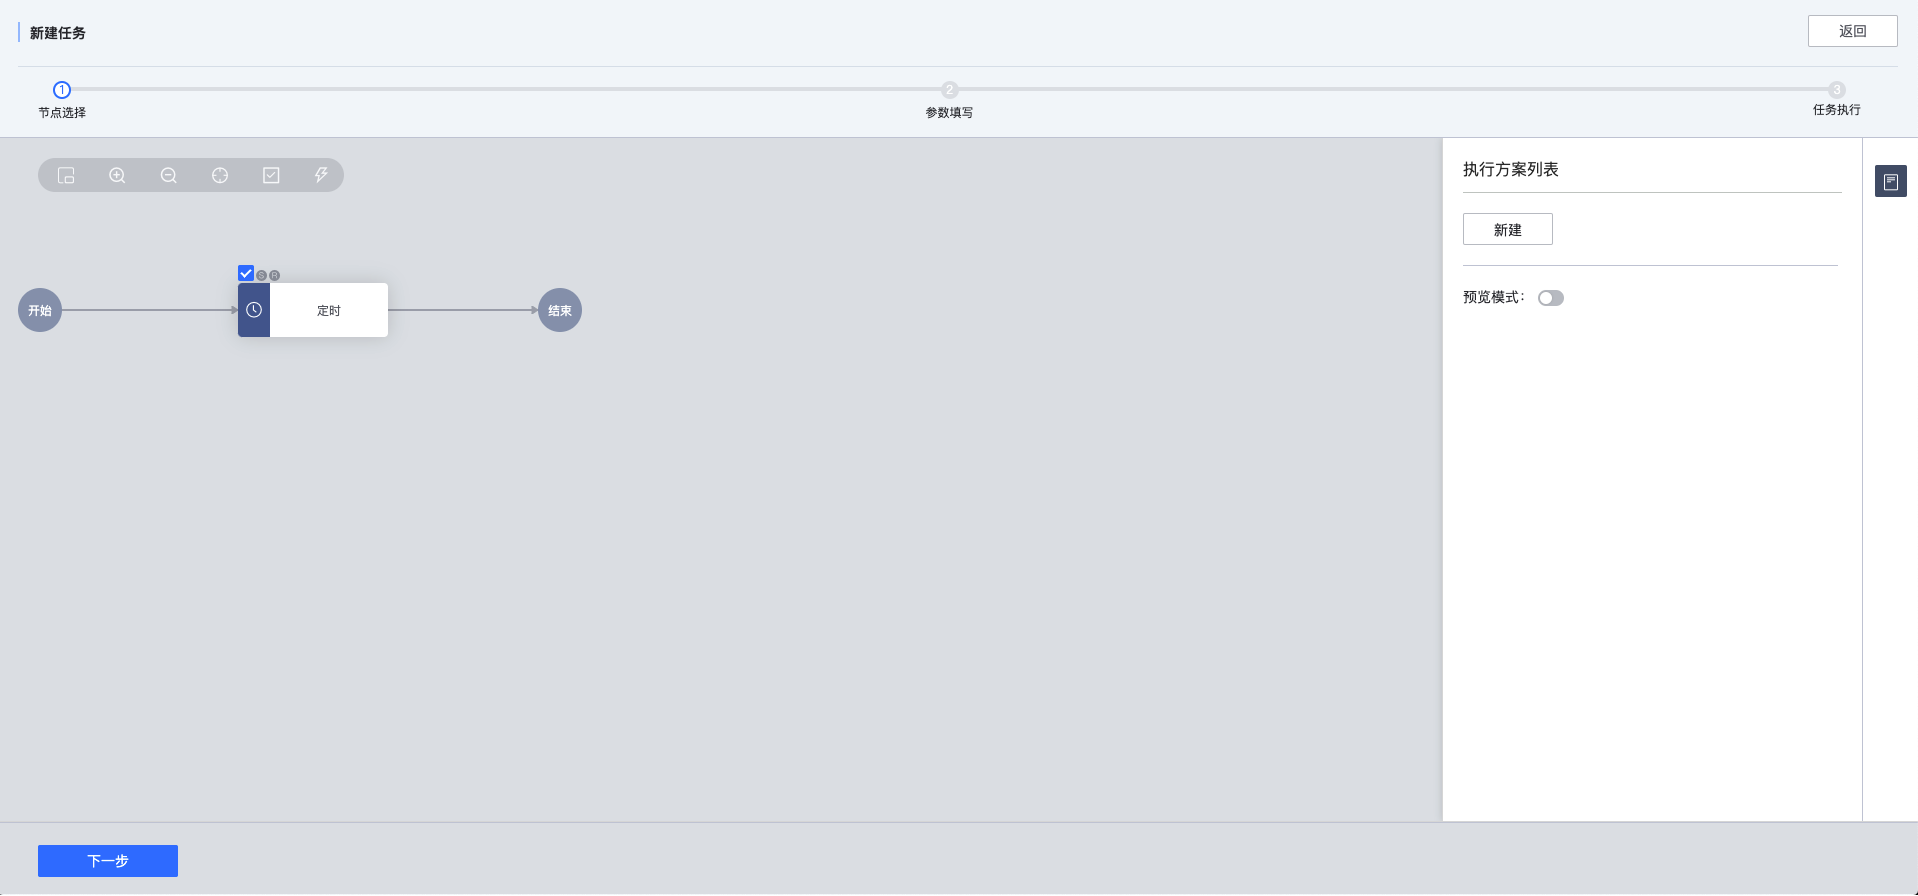 新建任务
返回
1
2
3
节点选择
参数填写
任务执行
执行方案列表
新建
预览模式：
S R
开始
定时
结束
下一步